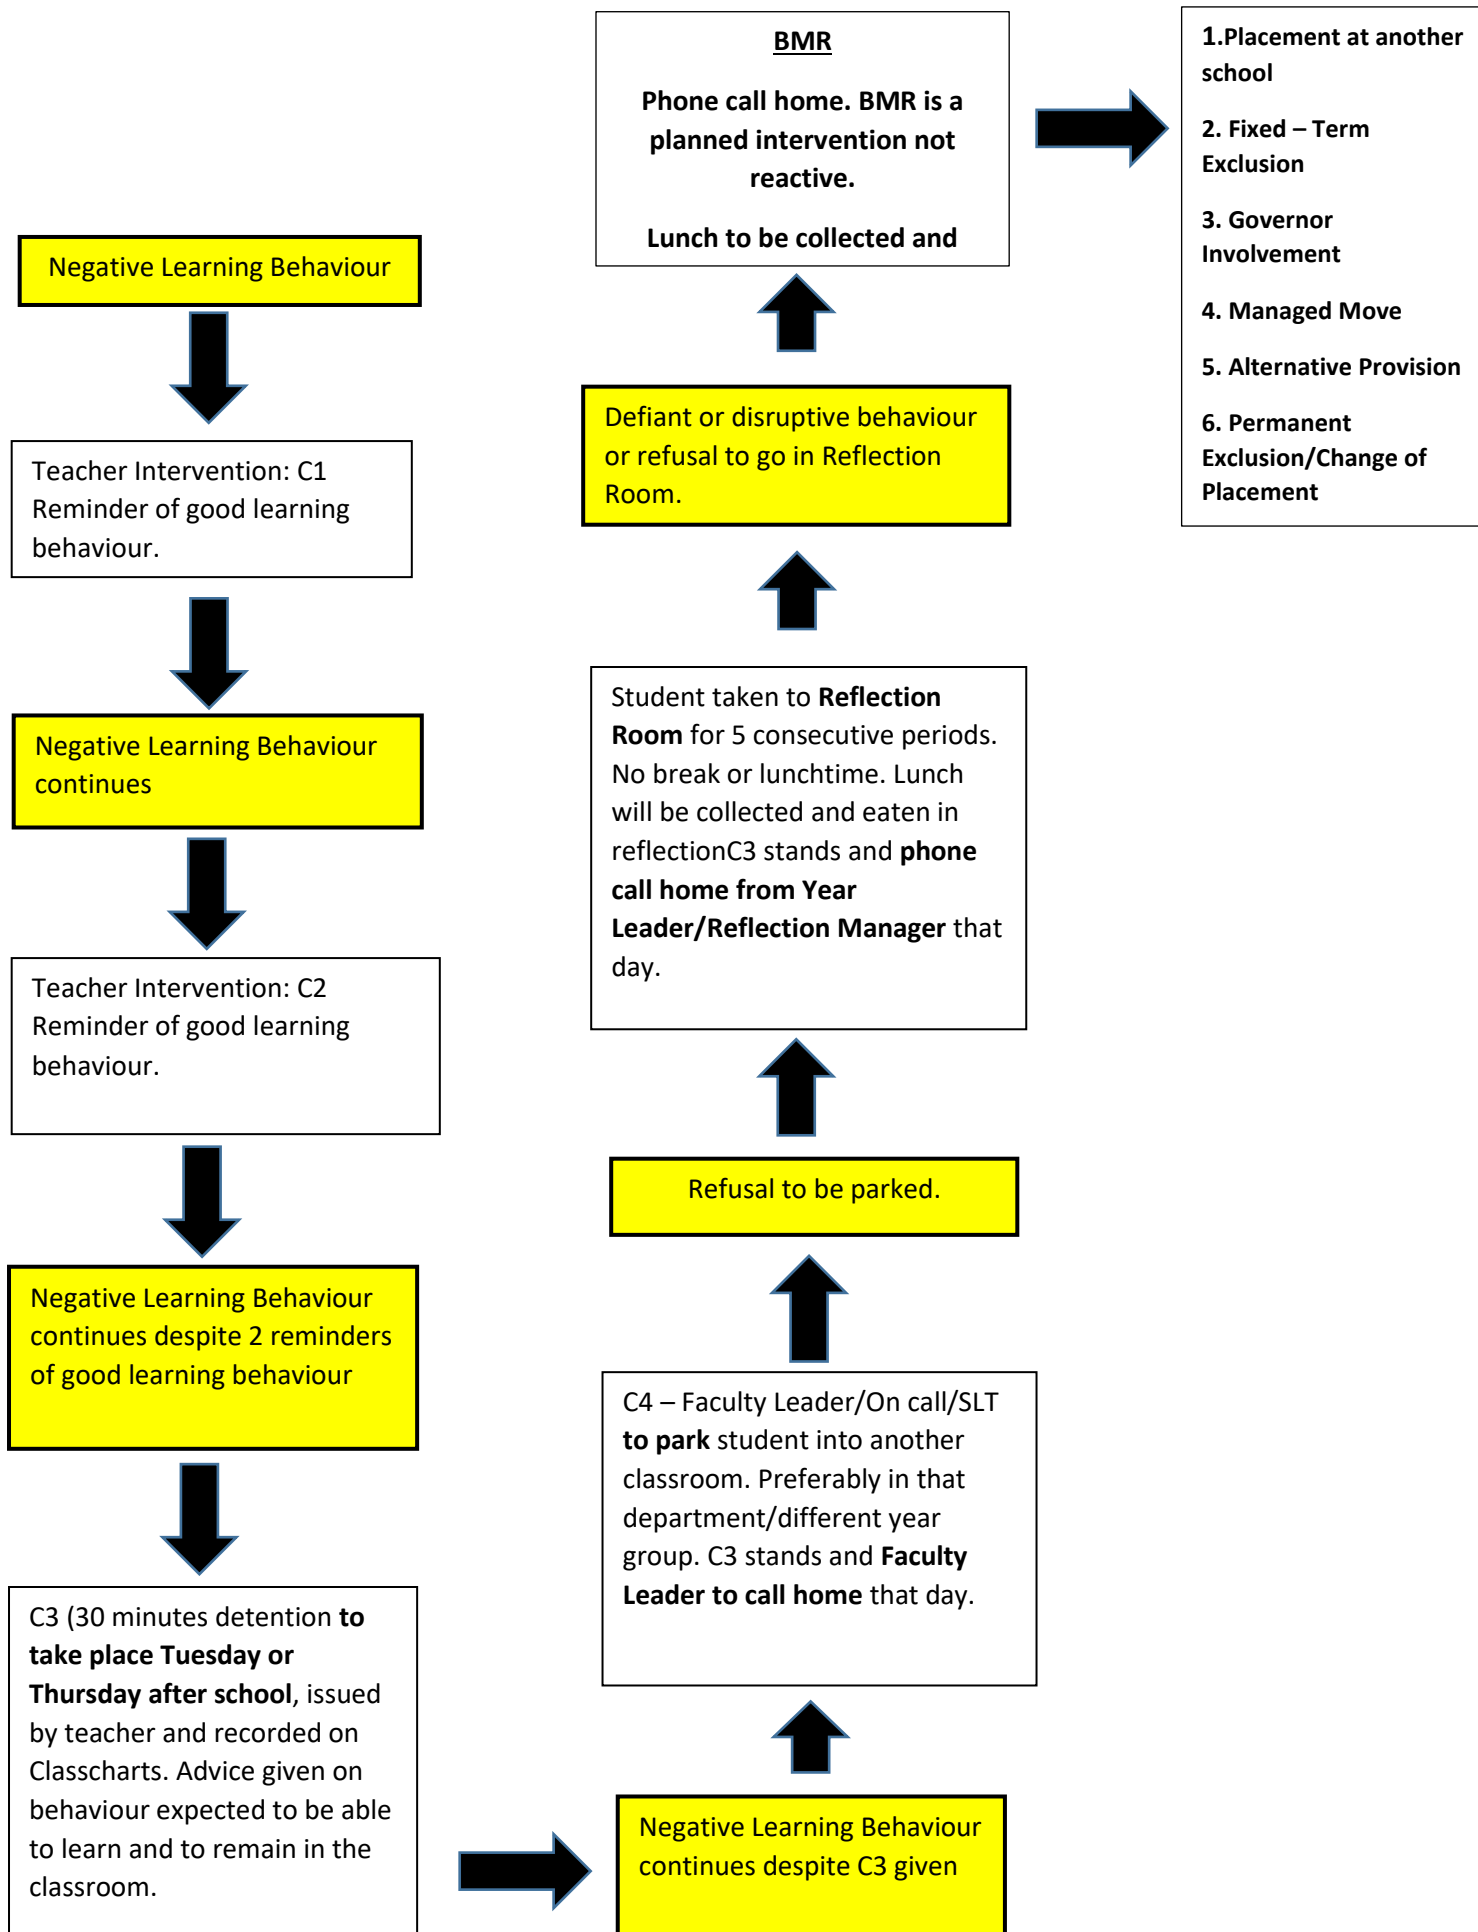 Negative Learning Behaviour
Teacher Intervention: C1
Reminder of good learning
behaviour.
Negative Learning Behaviour
continues
Teacher Intervention: C2
Reminder of good learning
behaviour.
Negative Learning Behaviour
continues despite 2 reminders
of good learning behaviour
C3 (30 minutes detention to
take place Tuesday or
Thursday after school, issued
by teacher and recorded on
Classcharts. Advice given on
behaviour expected to be able
to learn and to remain in the
classroom.
Negative Learning Behaviour
continues despite C3 given
C4 – Faculty Leader/On call/SLT
to park student into another
classroom. Preferably in that
department/different year
group. C3 stands and Faculty
Leader to call home that day.
Refusal to be parked.
Student taken to Reflection
Room for 5 consecutive periods.
No break or lunchtime. Lunch
will be collected and eaten in
reflectionC3 stands and phone
call home from Year
Leader/Reflection Manager that
day.
Defiant or disruptive behaviour
or refusal to go in Reflection
Room.
BMR
Phone call home. BMR is a
planned intervention not
reactive.
Lunch to be collected and
1.Placement at another
school
2. Fixed – Term
Exclusion
3. Governor
Involvement
4. Managed Move
5. Alternative Provision
6. Permanent
Exclusion/Change of
Placement